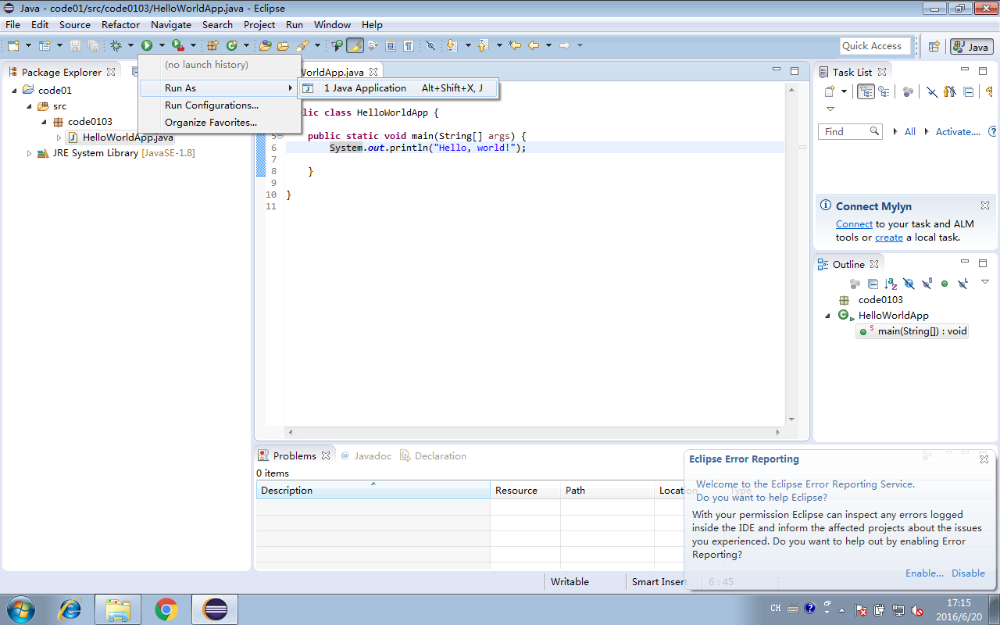 Java - code01/src/code0103/HelloWorldApp.java - Eclipse
File Edit Source Refactor Navigate Search Project Run Window Help
Quick Access
Java
Package Explorer
code01
src
code0103
HelloWorldApp.java
JRE System Library [JavaSE-1.8]
(no launch history)
Run As
Run Configurations...
Organize Favorites...
1 Java Application Alt+Shift+X, J
WorldApp.java
blic class HelloWorldApp {
5 public static void main(String[] args) {
6 System.out.println("Hello, world!");
7
8 }
9
10 }
11
Task List
Find All Activate...
Connect Mylyn
Connect to your task and ALM
tools or create a local task.
Outline
code0103
HelloWorldApp
main(String[]) : void
Problems @ Javadoc Declaration
0 items
Description Resource Path Location Type
Eclipse Error Reporting
Welcome to the Eclipse Error Reporting Service.
Do you want to help Eclipse?
With your permission Eclipse can inspect any errors logged
inside the IDE and inform the affected projects about the issues
you experienced. Do you want to help out by enabling Error
Reporting?
Enable... Disable
Writable Smart Insert 6 : 45
CH
17:15
2016/6/20